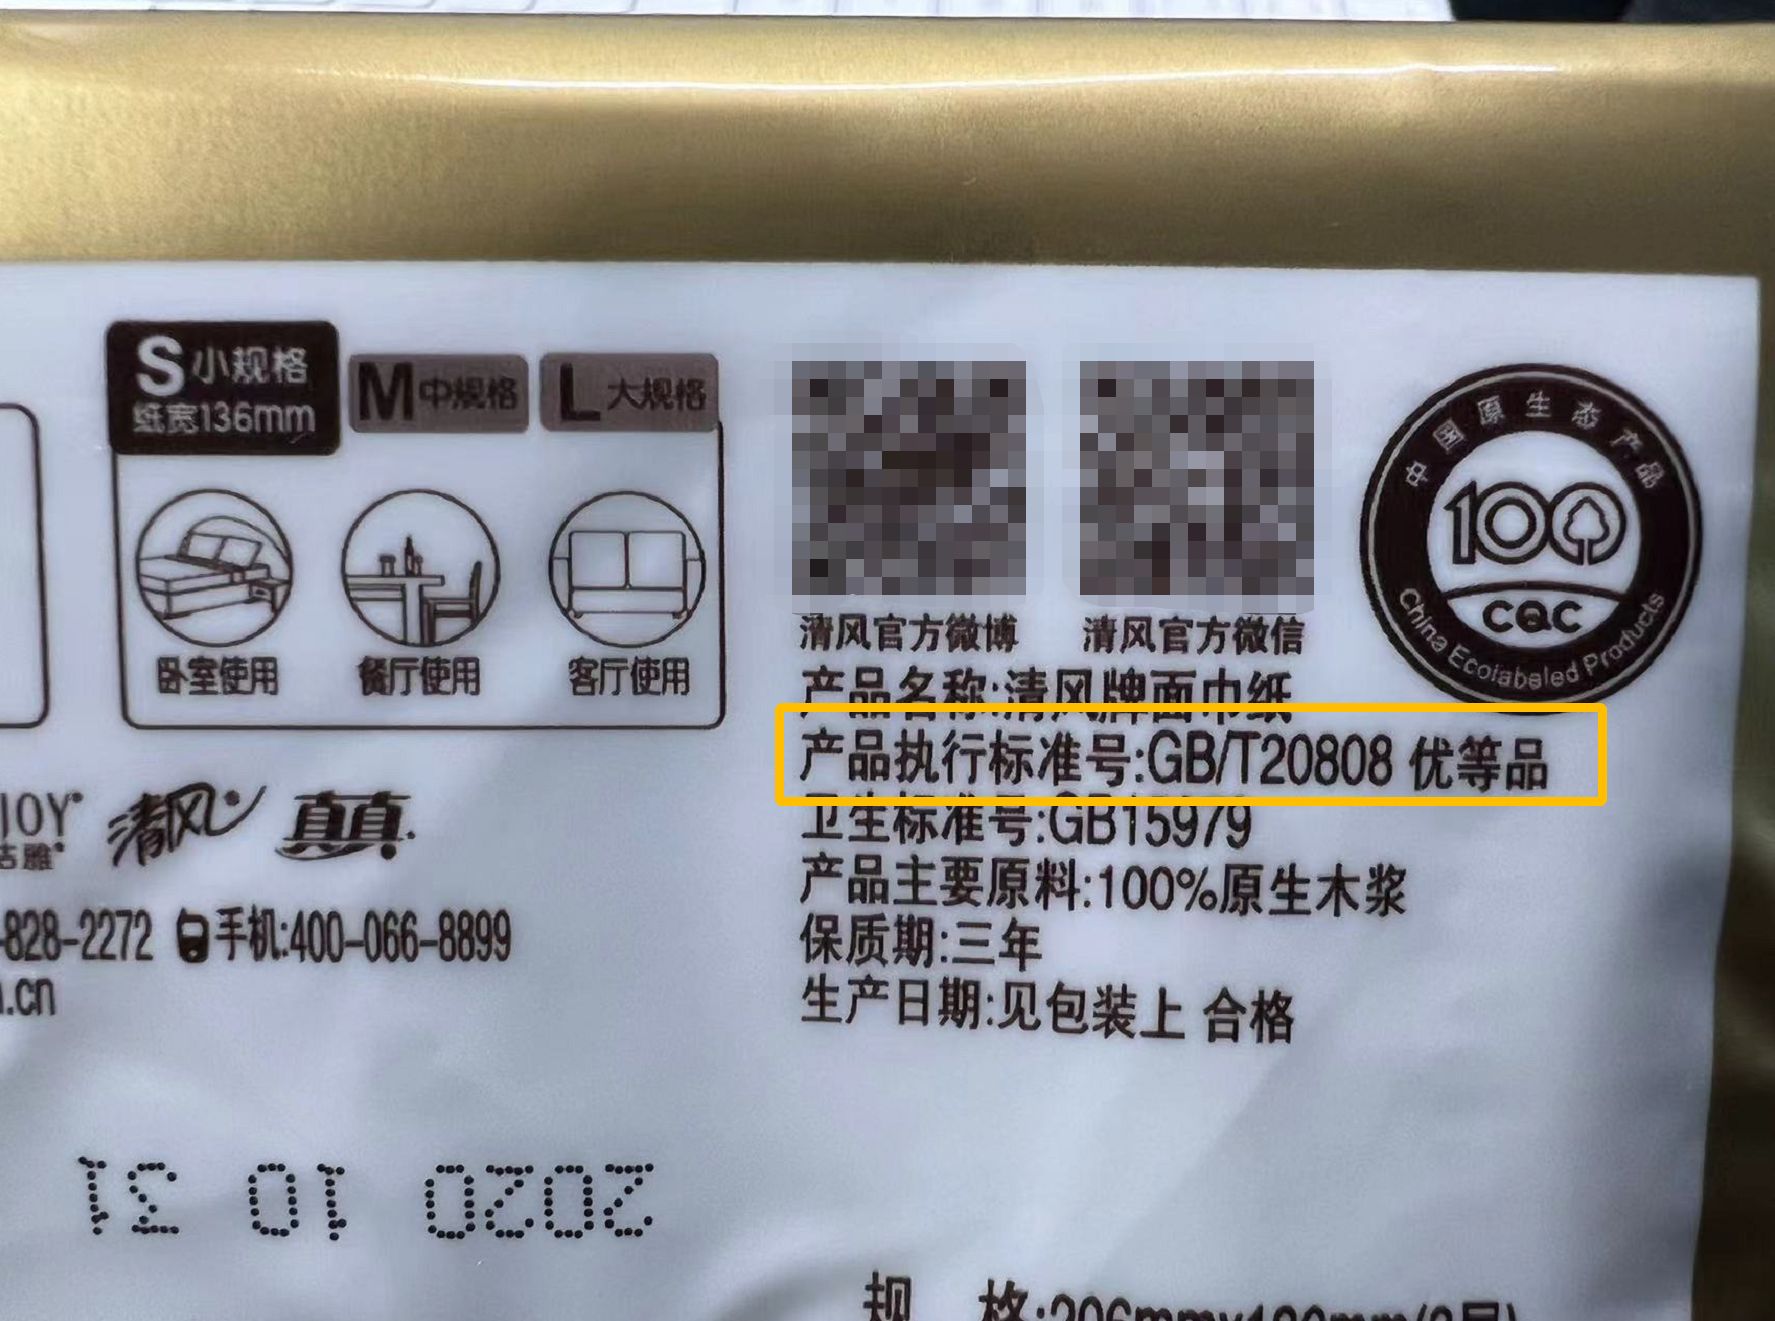 S小规格
纸宽136mm
M中规格
L大规格
卧室使用
餐厅使用
客厅使用
清风官方微博
清风官方微信
中国原生态产品
100
CQC
China Ecolabeled Products
产品名称:清风牌面巾纸
产品执行标准号:GB/T20808 优等品
卫生标准号:GB15979
产品主要原料:100%原生木浆
保质期:三年
生产日期:见包装上 合格
JOY
洁雅
清风
真真
-828-2272 手机:400-066-8899
.cn
2020 10 21
规 格: